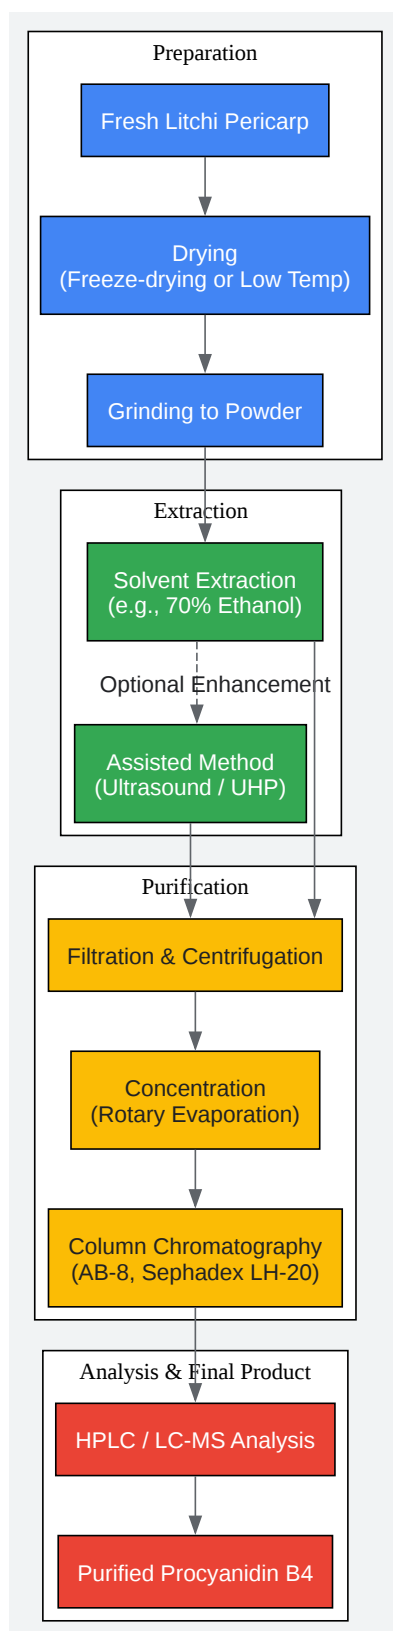 Preparation
Fresh Litchi Pericarp
Drying
(Freeze-drying or Low Temp)
Grinding to Powder
Extraction
Solvent Extraction
(e.g., 70% Ethanol)
Optional Enhancement
Assisted Method
(Ultrasound / UHP)
Purification
Filtration & Centrifugation
Concentration
(Rotary Evaporation)
Column Chromatography
(AB-8, Sephadex LH-20)
Analysis & Final Product
HPLC / LC-MS Analysis
Purified Procyanidin B4